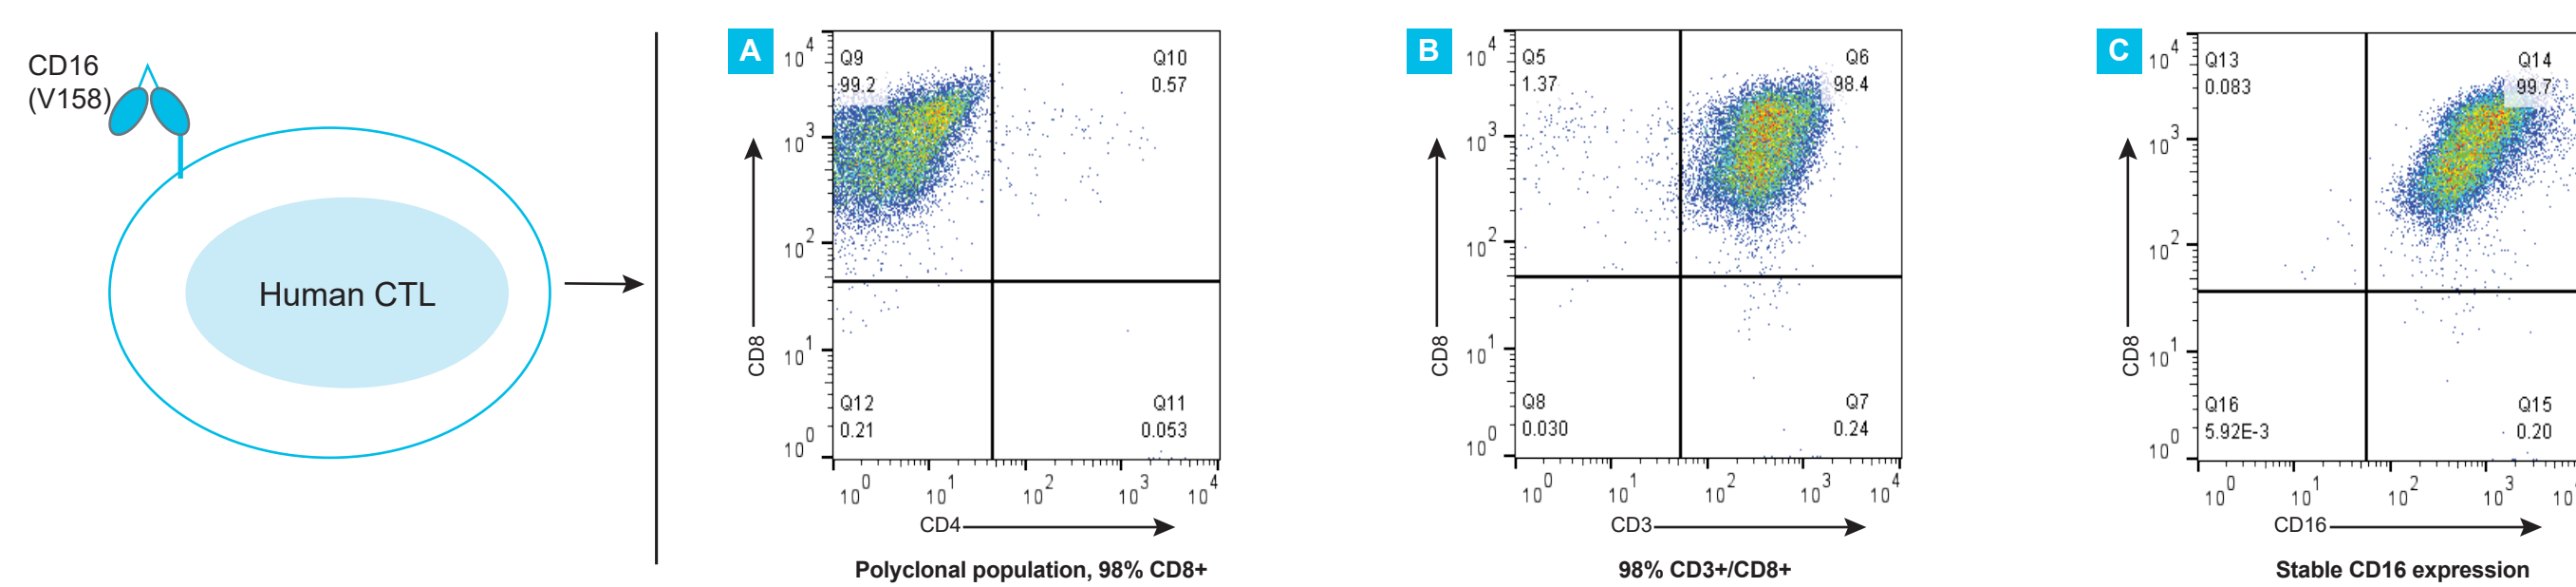 CD16
(V158)
Human CTL
A
10^4
10^3
10^2
10^1
10^0
Q9
99.2
Q10
0.57
Q12
0.21
Q11
0.053
CD8
10^0 10^1 10^2 10^3 10^4
CD4
Polyclonal population, 98% CD8+
B
10^4
10^3
10^2
10^1
10^0
Q5
1.37
Q6
98.4
Q8
0.030
Q7
0.24
CD8
10^0 10^1 10^2 10^3 10^4
CD3
98% CD3+/CD8+
C
10^4
10^3
10^2
10^1
10^0
Q13
0.083
Q14
99.7
Q16
5.92E-3
Q15
0.20
CD8
10^0 10^1 10^2 10^3 10
CD16
Stable CD16 expression